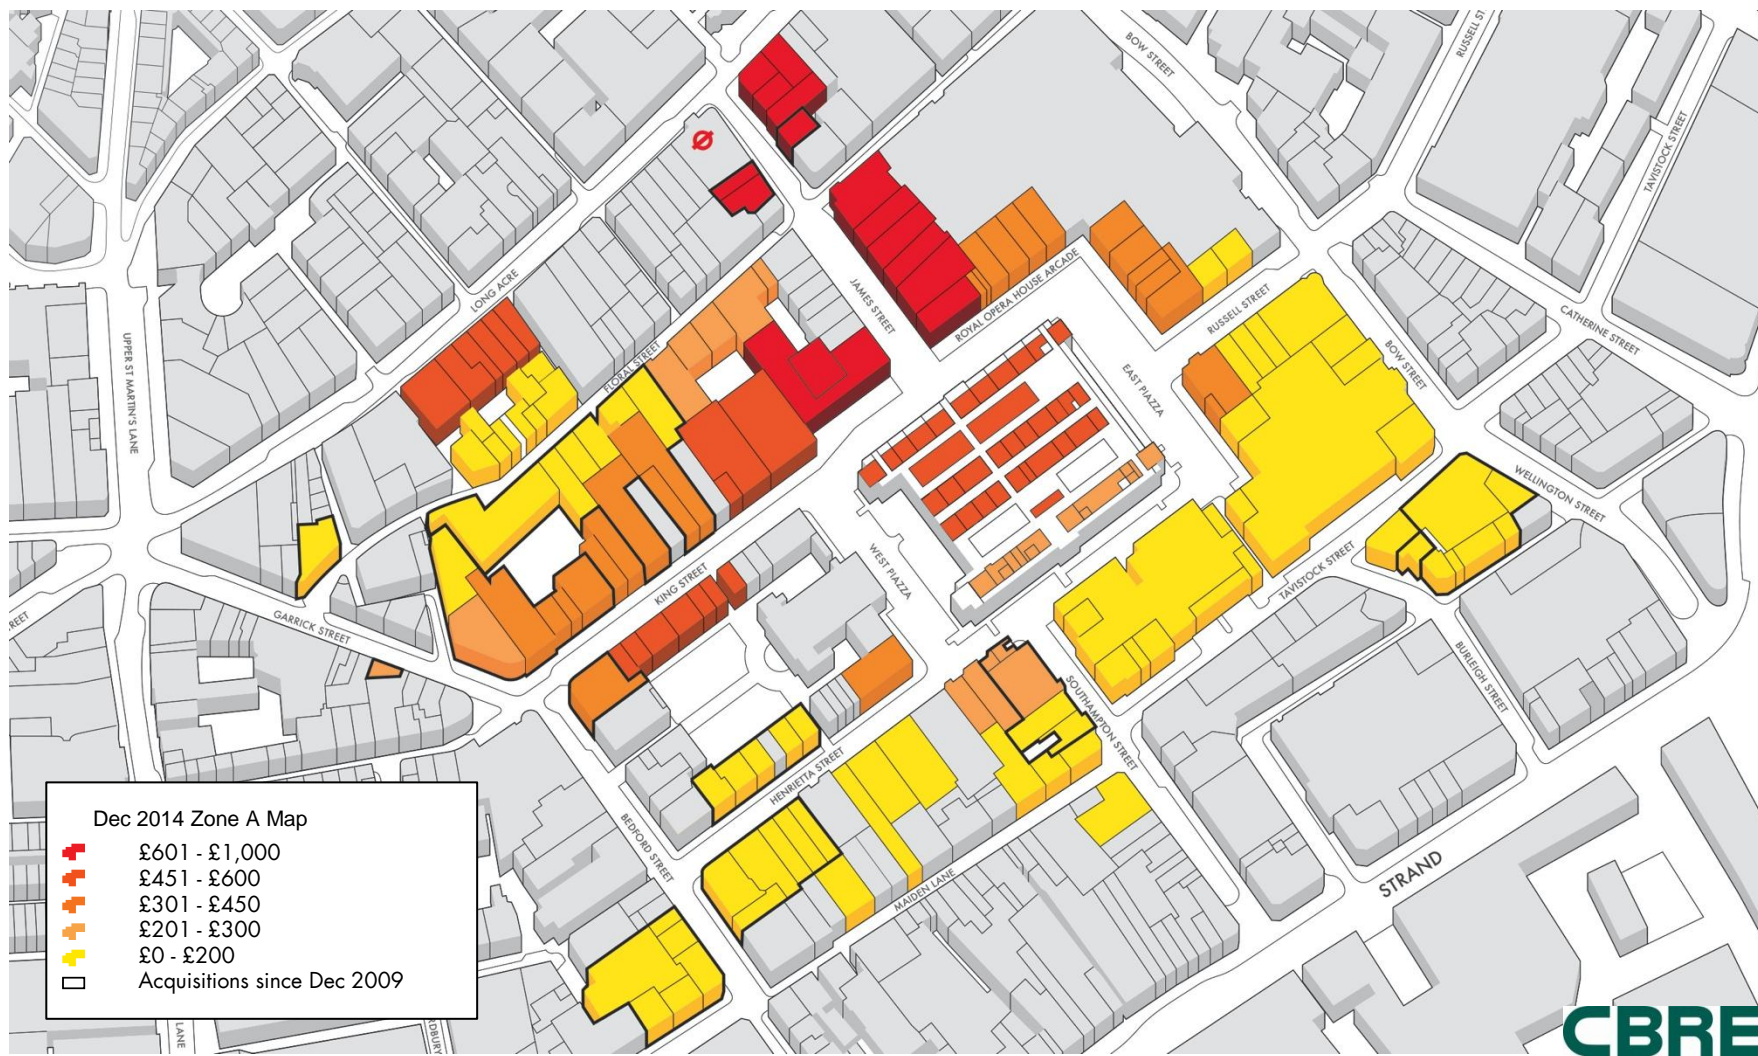 BOW STREET
RUSSELL ST
TAVISTOCK STREET
LONG ACRE
JAMES STREET
ROYAL OPERA HOUSE ARCADE
RUSSELL STREET
CATHERINE STREET
UPPER ST MARTIN'S LANE
FLORAL STREET
EAST PIAZZA
BOW STREET
WELLINGTON STREET
KING STREET
WEST PIAZZA
TAVISTOCK STREET
GARRICK STREET
REET
BURLEIGH STREET
SOUTHAMPTON STREET
HENRIETTA STREET
BEDFORD STREET
MAIDEN LANE
STRAND
Dec 2014 Zone A Map
£601 - £1,000
£451 - £600
£301 - £450
£201 - £300
£0 - £200
Acquisitions since Dec 2009
LANE
RDBURY
CBRE